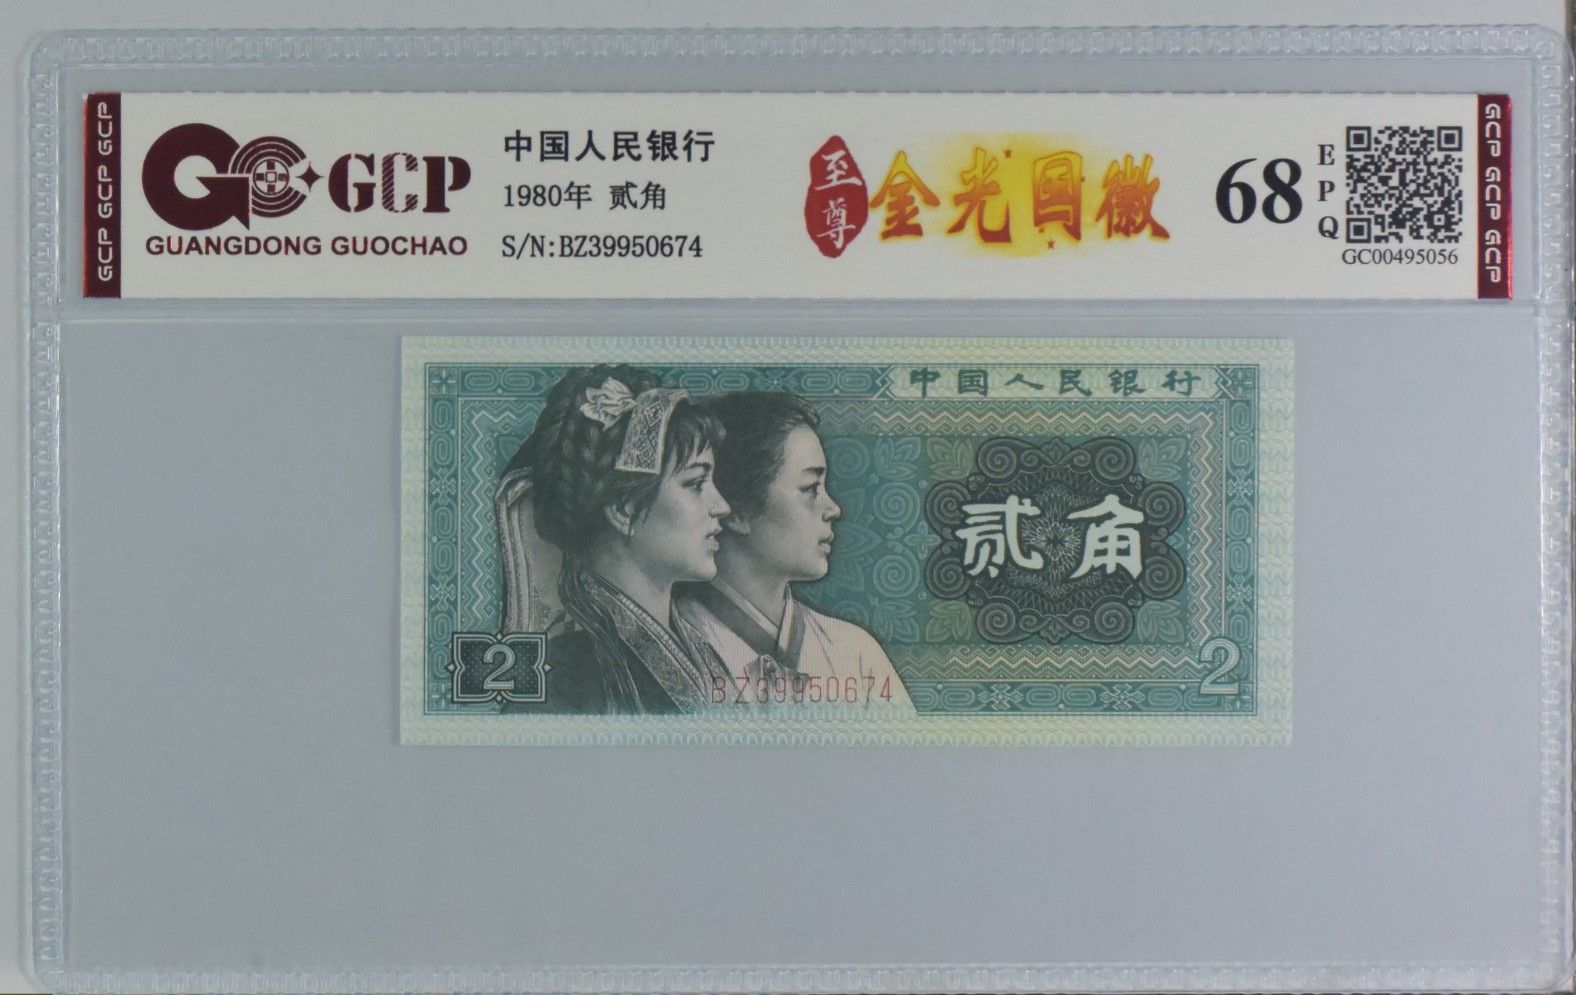 GCP GCP GCP
GCP
GUANGDONG GUOCHAO
中国人民银行
1980年 贰角
S/N:BZ39950674
至尊
金光国徽
68
EPQ
GC00495056
GCP GCP GCP
中国人民银行
贰角
2
2
BZ39950674